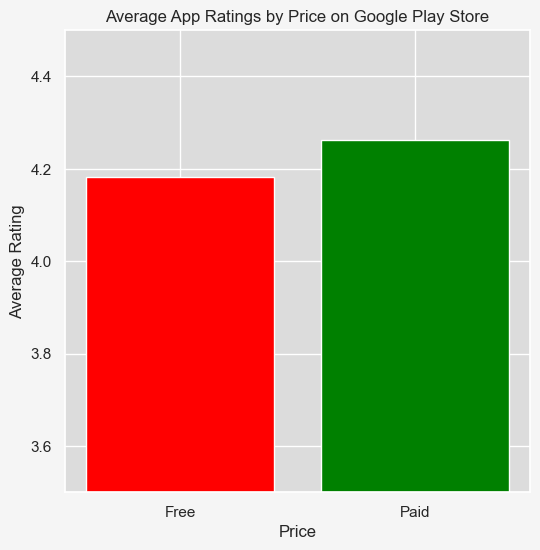 Average App Ratings by Price on Google Play Store
4.4
4.2
4.0
3.8
3.6
Average Rating
Free
Paid
Price